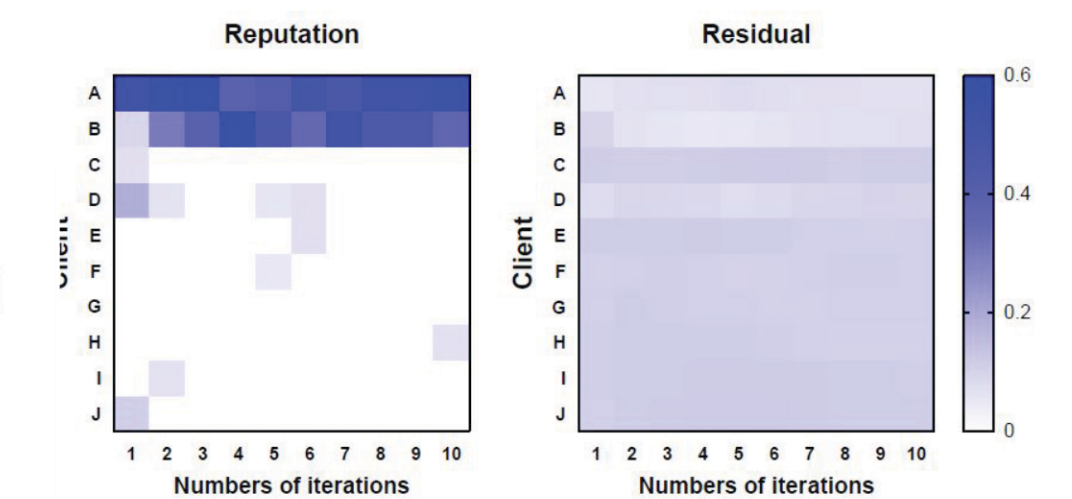 Reputation
A
B
C
D
E
F
G
H
I
J
1 2 3 4 5 6 7 8 9 10
Numbers of iterations
Residual
Client
A
B
C
D
E
F
G
H
I
J
1 2 3 4 5 6 7 8 9 10
Numbers of iterations
0.6
0.4
0.2
0